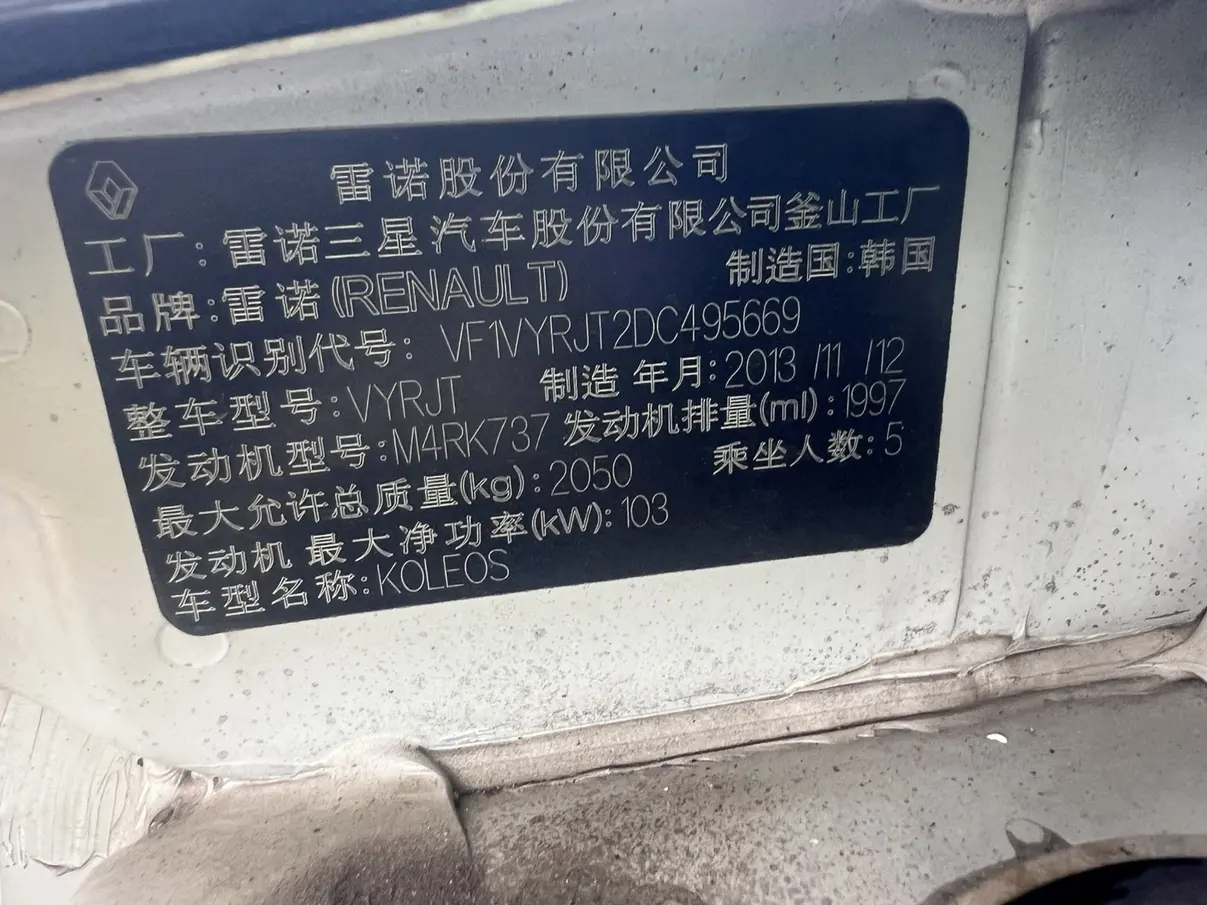 雷诺股份有限公司
工厂:雷诺三星汽车股份有限公司釜山工厂
品牌:雷诺(RENAULT) 制造国:韩国
车辆识别代号: VF1VYRJT2DC495669
整车型号:VYRJT 制造年月:2013 /11 /12
发动机型号:M4RK737 发动机排量(ml):1997
最大允许总质量(kg):2050 乘坐人数:5
发动机最大净功率(kW):103
车型名称:KOLEOS